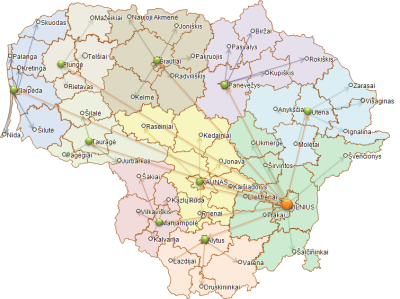 Skuodas
Mažeikiai
Naujoji Akmenė
Joniškis
Biržai
Pasvalys
Palanga
Kretinga
Plungė
Telšiai
Šiauliai
Pakruojis
Rokiškis
Radviliškis
Kupiškis
Klaipėda
Rietavas
Kelmė
Panevėžys
Zarasai
Visaginas
Anykščiai
Utena
Šilalė
Nida
Šilutė
Raseiniai
Kėdainiai
Ignalina
Tauragė
Ukmergė
Molėtai
Pagėgiai
Jurbarkas
Jonava
Širvintos
Švenčionys
Šakiai
KAUNAS
Kaišiadorys
Elektrėnai
VILNIUS
Kazlų Rūda
Vilkaviškis
Prienai
Trakai
Marijampolė
Kalvarija
Alytus
Šalčininkai
Lazdijai
Varėna
Druskininkai